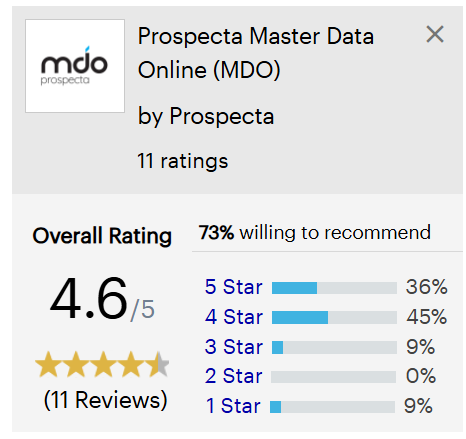 mdo
prospecta
Prospecta Master Data
Online (MDO)
by Prospecta
11 ratings
Overall Rating
4.6/5
(11 Reviews)
73% willing to recommend
5 Star 36%
4 Star 45%
3 Star 9%
2 Star 0%
1 Star 9%